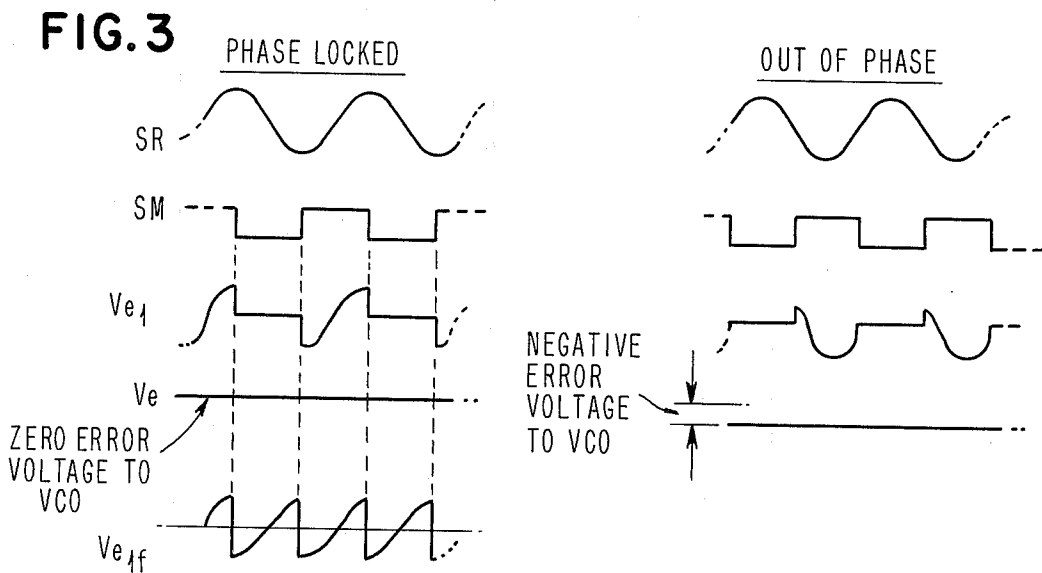 FIG. 3
PHASE LOCKED
OUT OF PHASE
SR
SM
Ve1
Ve
ZERO ERROR
VOLTAGE TO
VCO
Ve1f
NEGATIVE
ERROR
VOLTAGE
TO VCO